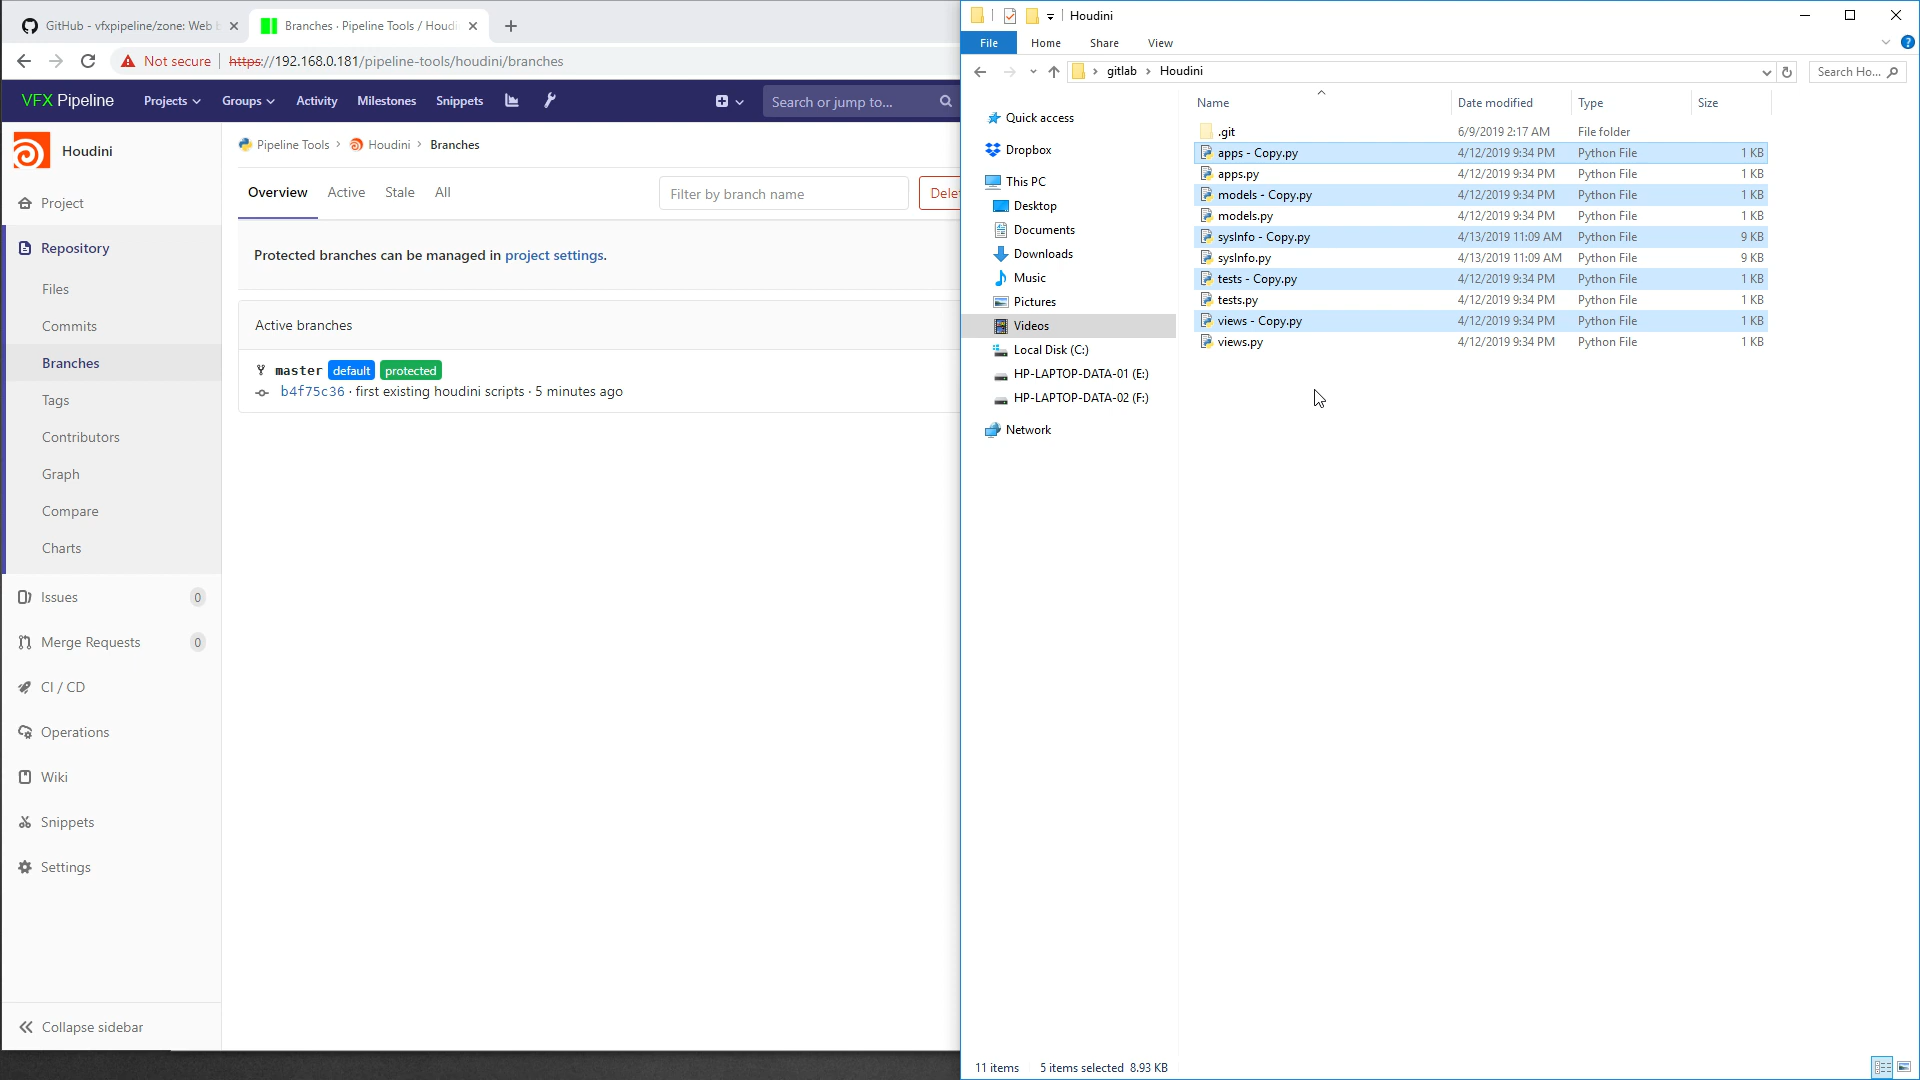 GitHub - vfxpipeline/zone: Web b
Branches · Pipeline Tools / Houdi
Not secure
https://192.168.0.181/pipeline-tools/houdini/branches
VFX Pipeline
Projects
Groups
Activity
Milestones
Snippets
Search or jump to...
Houdini
Project
Repository
Files
Commits
Branches
Tags
Contributors
Graph
Compare
Charts
Issues 0
Merge Requests 0
CI / CD
Operations
Wiki
Snippets
Settings
Collapse sidebar
Pipeline Tools › Houdini › Branches
Overview Active Stale All
Filter by branch name
Delet
Protected branches can be managed in project settings.
Active branches
master default protected
b4f75c36 · first existing houdini scripts · 5 minutes ago
Houdini
File Home Share View
gitlab › Houdini
Search Ho...
Quick access
Dropbox
This PC
Desktop
Documents
Downloads
Music
Pictures
Videos
Local Disk (C:)
HP-LAPTOP-DATA-01 (E:)
HP-LAPTOP-DATA-02 (F:)
Network
Name Date modified Type Size
.git 6/9/2019 2:17 AM File folder
apps - Copy.py 4/12/2019 9:34 PM Python File 1 KB
apps.py 4/12/2019 9:34 PM Python File 1 KB
models - Copy.py 4/12/2019 9:34 PM Python File 1 KB
models.py 4/12/2019 9:34 PM Python File 1 KB
sysInfo - Copy.py 4/13/2019 11:09 AM Python File 9 KB
sysInfo.py 4/13/2019 11:09 AM Python File 9 KB
tests - Copy.py 4/12/2019 9:34 PM Python File 1 KB
tests.py 4/12/2019 9:34 PM Python File 1 KB
views - Copy.py 4/12/2019 9:34 PM Python File 1 KB
views.py 4/12/2019 9:34 PM Python File 1 KB
11 items 5 items selected 8.93 KB